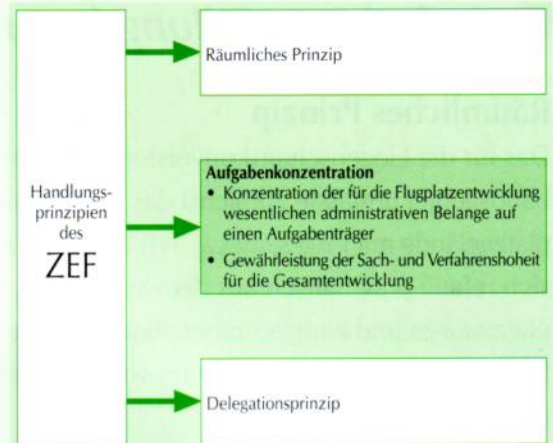 Handlungs-
prinzipien
des
ZEF
Räumliches Prinzip
Aufgabenkonzentration
• Konzentration der für die Flugplatzentwicklung
wesentlichen administrativen Belange auf
einen Aufgabenträger
• Gewährleistung der Sach- und Verfahrenshoheit
für die Gesamtentwicklung
Delegationsprinzip